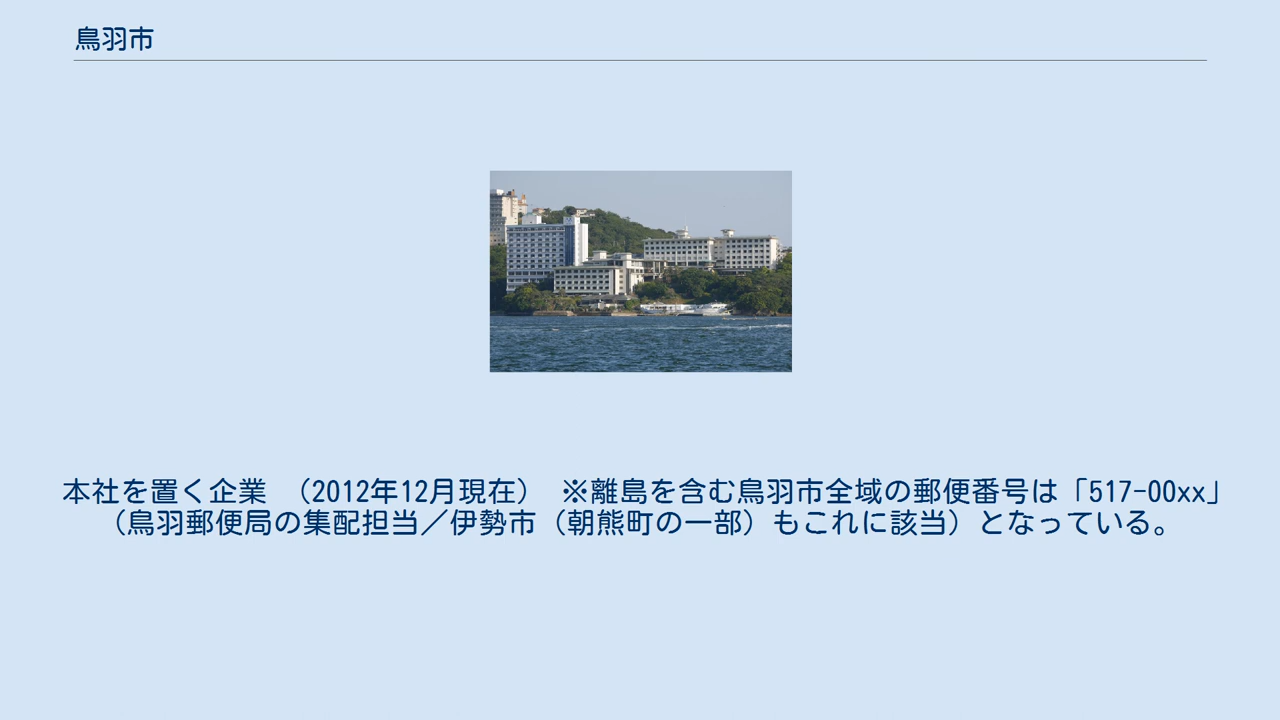 鳥羽市
本社を置く企業　（2012年12月現在）　※離島を含む鳥羽市全域の郵便番号は「517-00xx」
（鳥羽郵便局の集配担当／伊勢市（朝熊町の一部）もこれに該当）となっている。